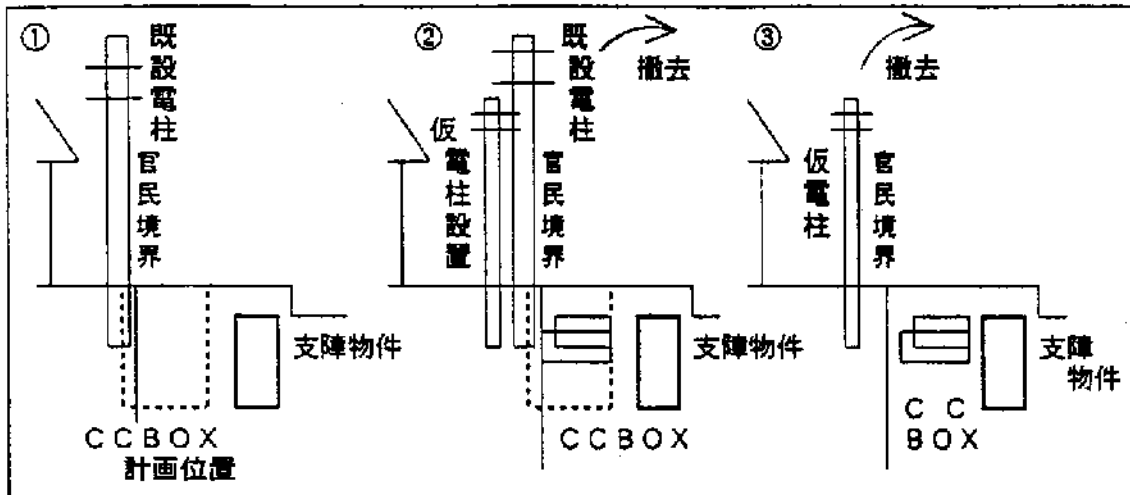 ①
既設電柱
官民境界
支障物件
CCBOX
計画位置
②
既設電柱
撤去
仮電柱設置
官民境界
支障物件
CCBOX
③
撤去
仮電柱
官民境界
支障
物件
CC
BOX